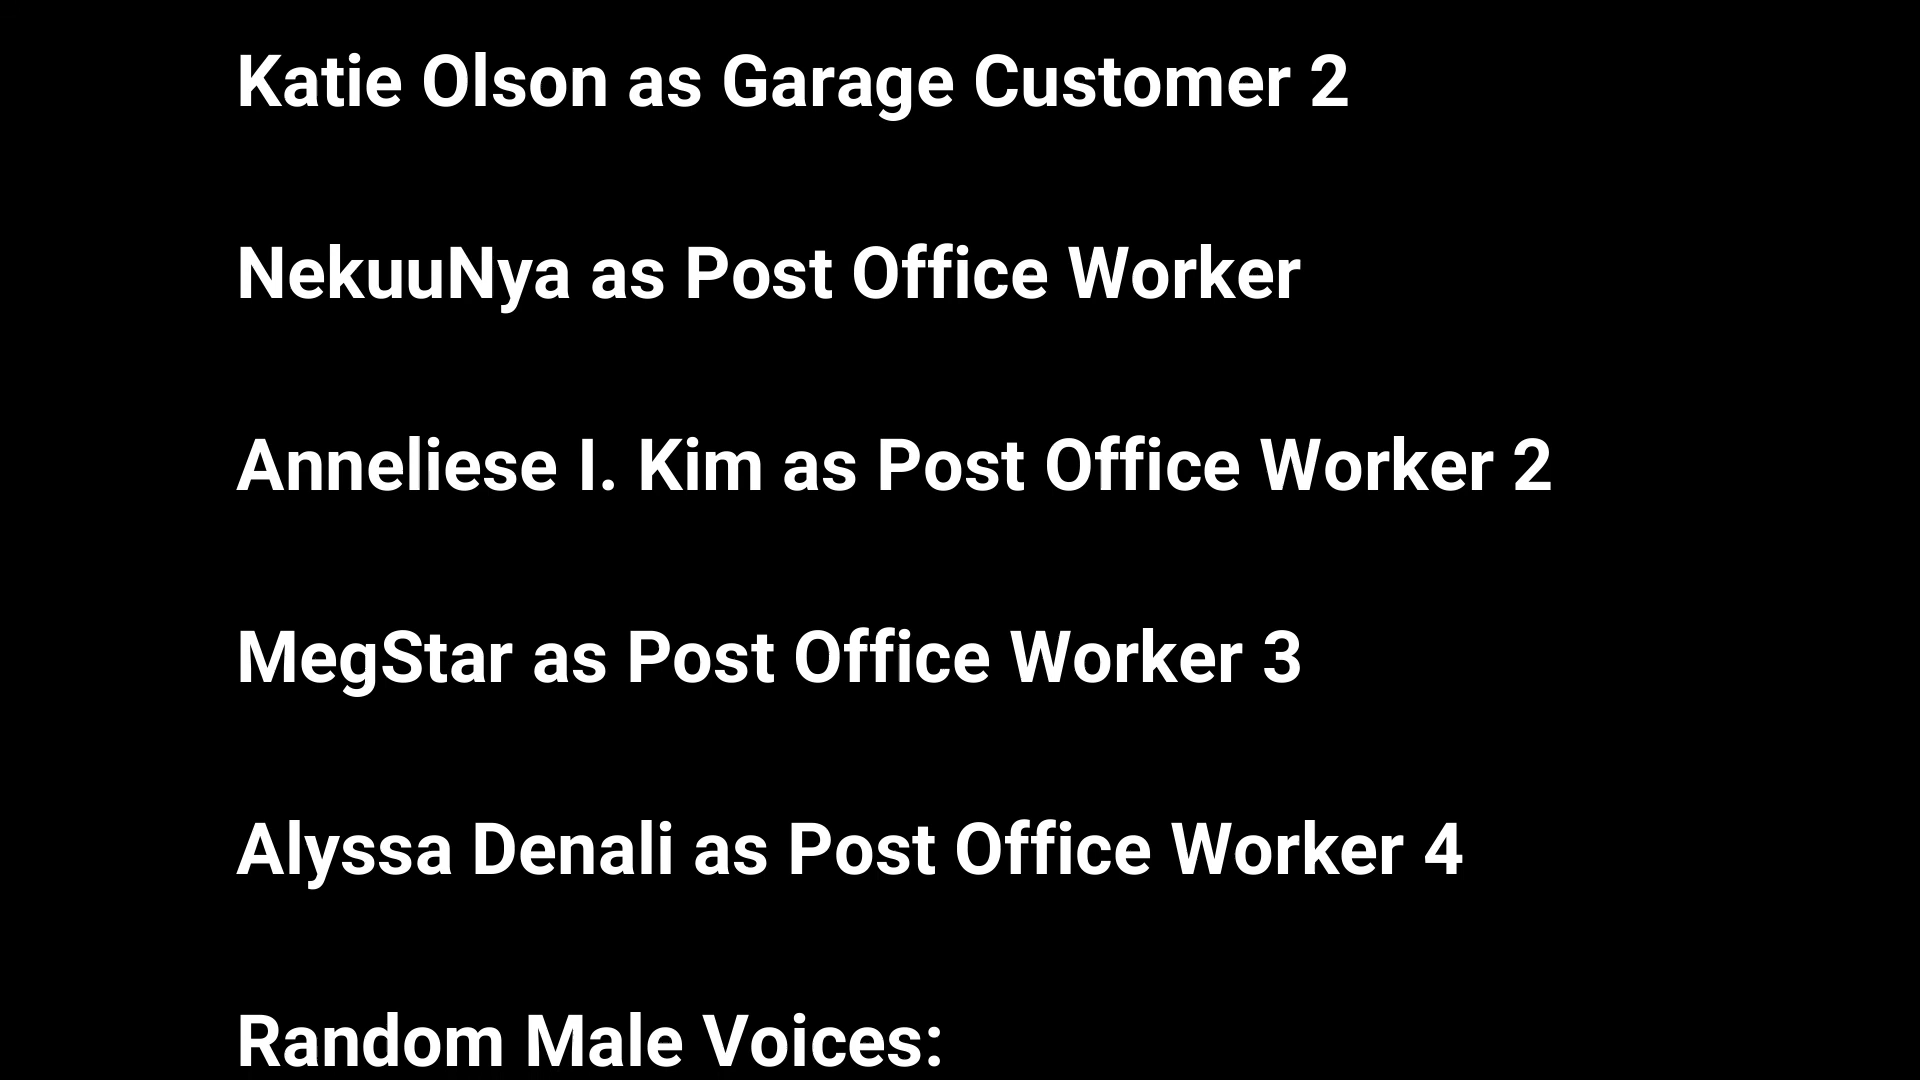 Katie Olson as Garage Customer 2
NekuuNya as Post Office Worker
Anneliese I. Kim as Post Office Worker 2
MegStar as Post Office Worker 3
Alyssa Denali as Post Office Worker 4
Random Male Voices: